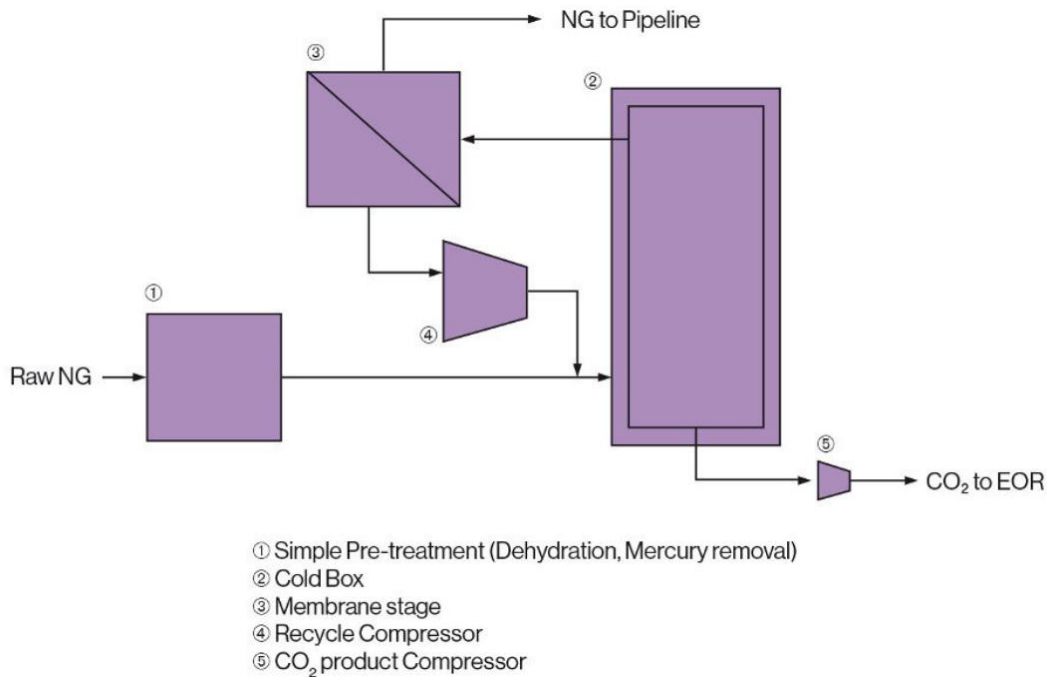 NG to Pipeline
③
②
①
④
Raw NG
⑤
CO₂ to EOR
① Simple Pre-treatment (Dehydration, Mercury removal)
② Cold Box
③ Membrane stage
④ Recycle Compressor
⑤ CO₂ product Compressor